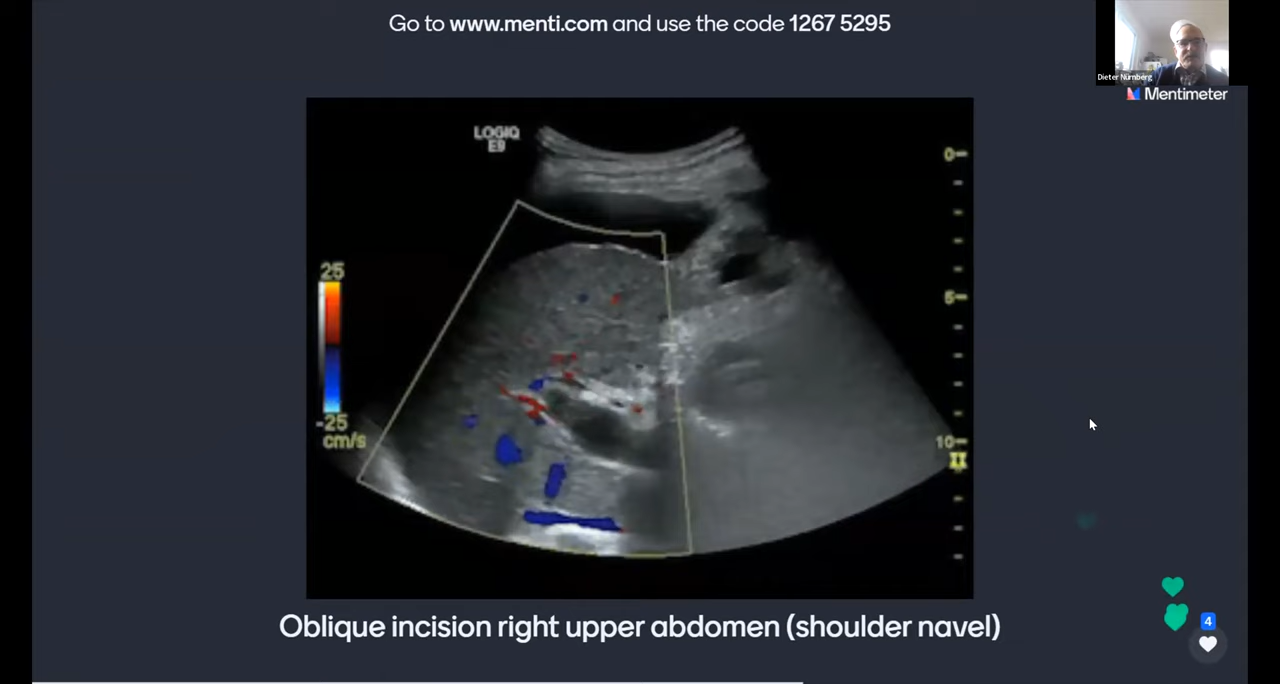 Go to www.menti.com and use the code 1267 5295
Dieter Nürnberg
Mentimeter
LOGIQ
E9
0
25
5
-25
cm/s
10
Oblique incision right upper abdomen (shoulder navel)
4